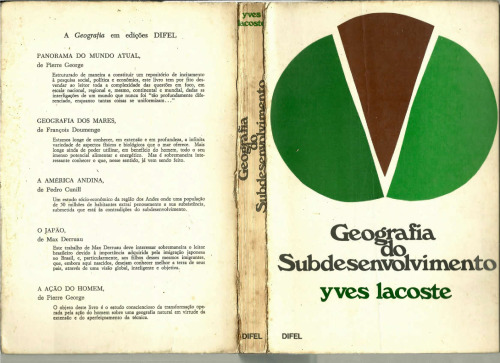 A Geografia em edições DIFEL
PANORAMA DO MUNDO ATUAL,
de Pierre George
Estruturado de maneira a constituir um repositório de incitamento
à pesquisa social, política e econômica, este livro tem por fito des-
vendar ao leitor toda a complexidade das questões em foco, em
escala nacional, regional e, mesmo, continental e mundial, dadas as
interligações de um mundo que nunca foi "tão profundamente dife-
renciado, enquanto tantas coisas se uniformizam..."
GEOGRAFIA DOS MARES,
de François Doumenge
Estamos longe de conhecer, em extensão e em profundeza, a infinita
variedade de aspectos físicos e biológicos que o mar oferece. Mais
longe ainda de poder utilizar, em benefício do homem, todo o seu
imenso potencial alimentar e energético. Mas é sobremaneira inte-
ressante conhecer o que, nesse sentido, já vem sendo feito.
A AMÉRICA ANDINA,
de Pedro Cunill
Um estudo sócio-econômico da região dos Andes onde uma população
de 50 milhões de habitantes extrai penosamente a sua subsistência,
submetida que está às contradições do subdesenvolvimento.
O JAPÃO,
de Max Derruau
Este trabalho de Max Derruau deve interessar sobremaneira o leitor
brasileiro devido à importância adquirida pela imigração japonesa
no Brasil, e, particularmente, aos filhos desses mesmos imigrantes,
que, embora aqui nascidos, desejam conhecer melhor a terra de seus
pais, através de uma visão global, inteligente e objetiva.
A AÇÃO DO HOMEM,
de Pierre George
O objeto deste livro é o estudo consciencioso da transformação ope-
rada pela ação do homem sobre uma geografia natural em virtude da
extensão e do aperfeiçoamento da técnica.
yves
lacoste
Geografia
do
Subdesenvolvimento
DIFEL
Geografia
do
Subdesenvolvimento
yves lacoste
DIFEL